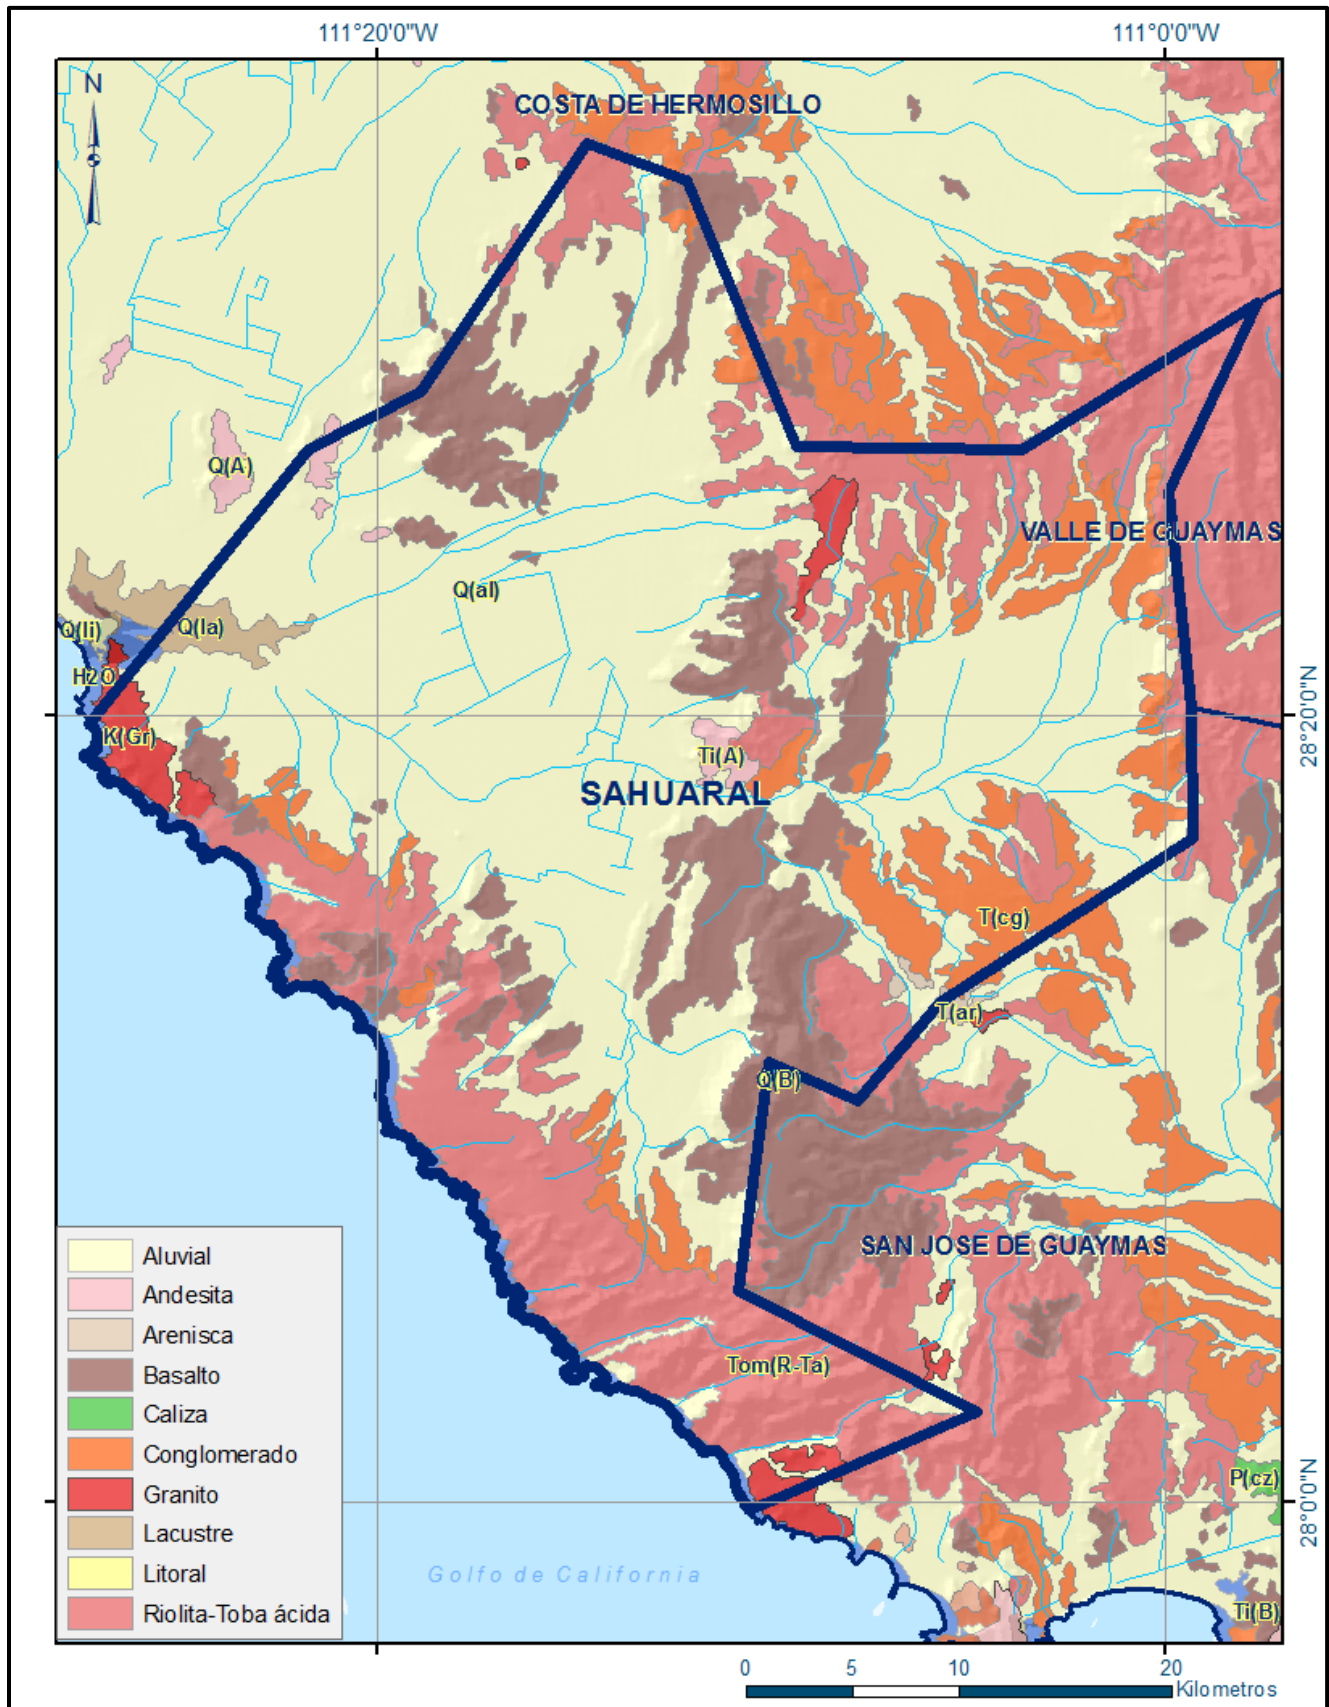 111°20'0"W
111°0'0"W
N
COSTA DE HERMOSILLO
Q(A)
VALLE DE GUAYMAS
Q(al)
Q(li)
Q(la)
H2O
28°20'0"N
K(Gr)
Ti(A)
SAHUARAL
T(cg)
T(ar)
Q(B)
SAN JOSE DE GUAYMAS
Tom(R-Ta)
Aluvial
Andesita
Arenisca
Basalto
Caliza
Conglomerado
Granito
Lacustre
Litoral
Riolita-Toba ácida
P(cz)
28°0'0"N
Golfo de California
Ti(B)
0 5 10 20
Kilometros